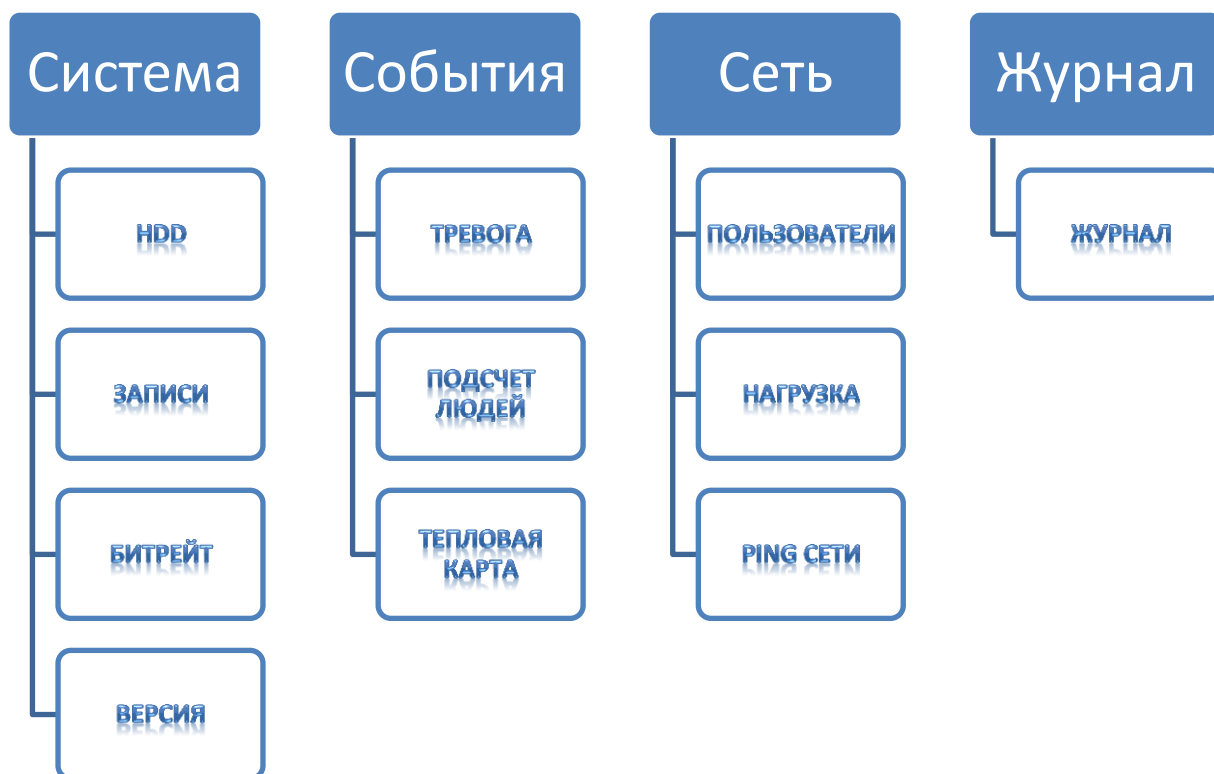 Система
HDD
ЗАПИСИ
БИТРЕЙТ
ВЕРСИЯ
События
ТРЕВОГА
ПОДСЧЕТ
ЛЮДЕЙ
ТЕПЛОВАЯ
КАРТА
Сеть
ПОЛЬЗОВАТЕЛИ
НАГРУЗКА
PING СЕТИ
Журнал
ЖУРНАЛ